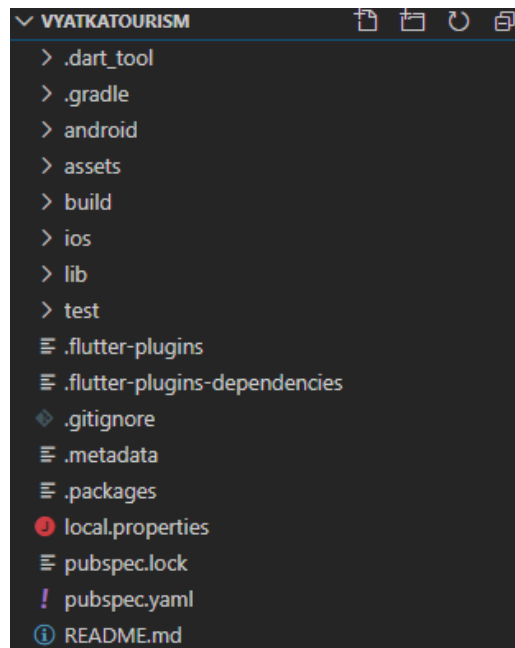 VYATKATOURISM
.dart_tool
.gradle
android
assets
build
ios
lib
test
.flutter-plugins
.flutter-plugins-dependencies
.gitignore
.metadata
.packages
local.properties
pubspec.lock
pubspec.yaml
README.md